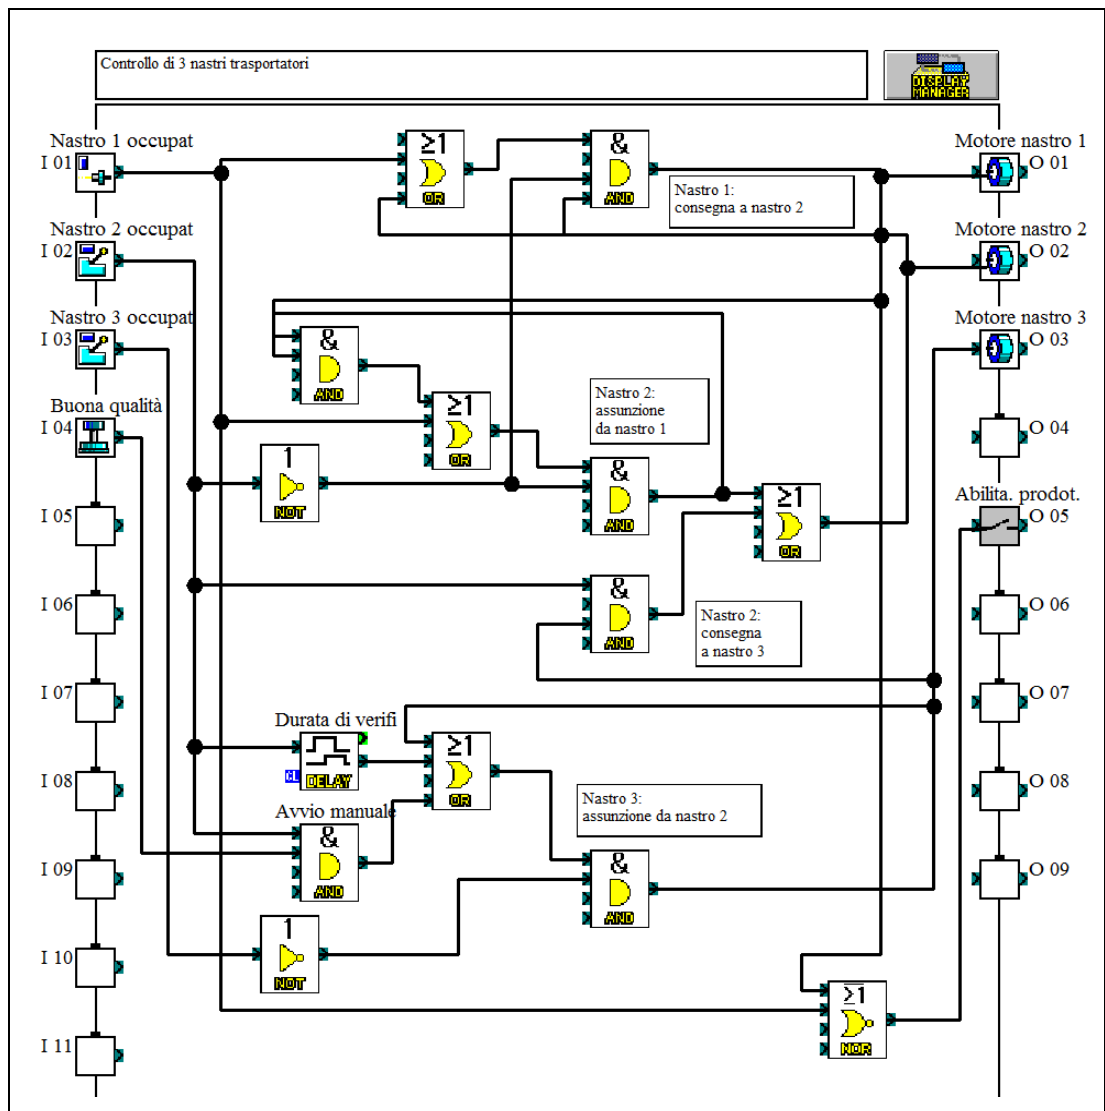 Controllo di 3 nastri trasportatori
DISPLAY
MANAGER
Nastro 1 occupat
I 01
≥1
OR
&
AND
Motore nastro 1
O 01
Nastro 1:
consegna a nastro 2
Nastro 2 occupat
I 02
Motore nastro 2
O 02
Nastro 3 occupat
I 03
&
AND
Motore nastro 3
O 03
Buona qualità
I 04
≥1
OR
Nastro 2:
assunzione
da nastro 1
O 04
1
NOT
&
AND
≥1
OR
Abilita. prodot.
O 05
I 05
I 06
&
AND
Nastro 2:
consegna
a nastro 3
O 06
I 07
O 07
Durata di verifi
CL
DELAY
≥1
OR
I 08
Nastro 3:
assunzione da nastro 2
O 08
Avvio manuale
&
AND
I 09
&
AND
O 09
1
NOT
I 10
≥1
NOR
I 11